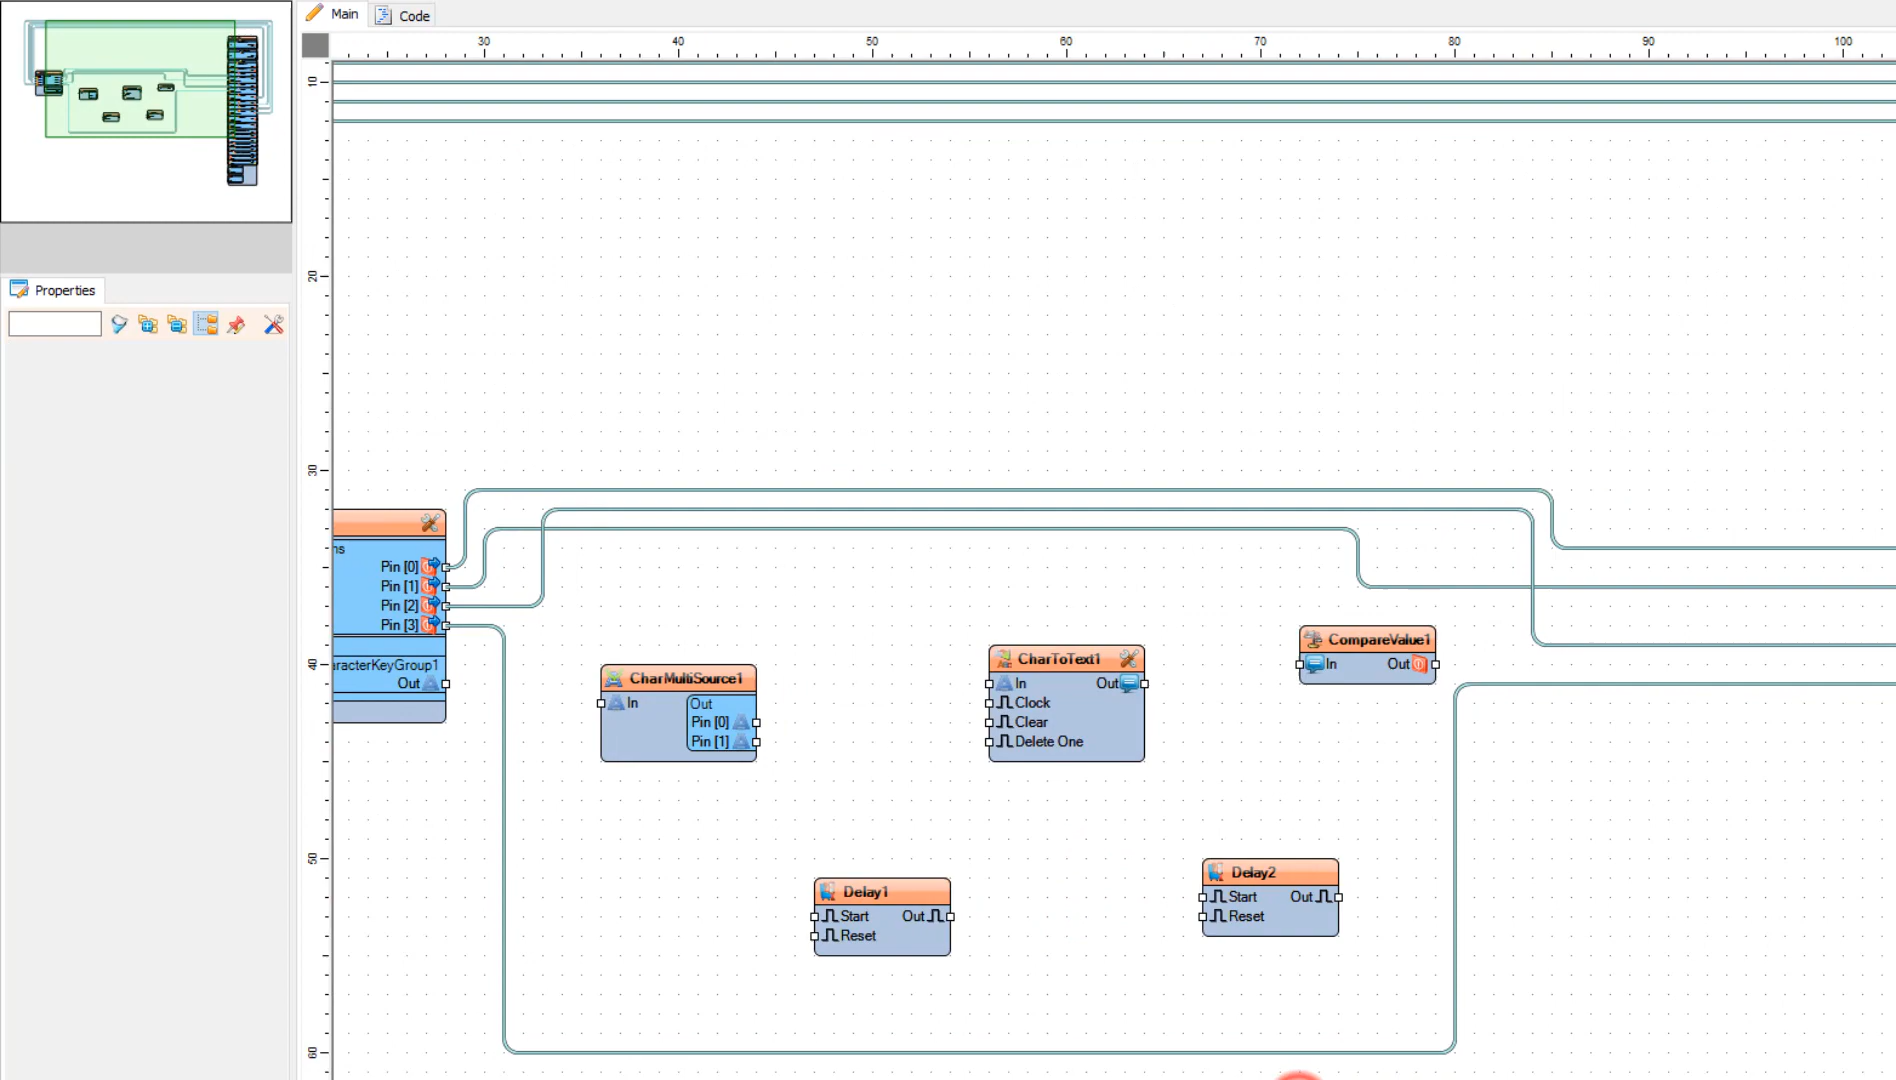 Main
Code
30 40 50 60 70 80 90 100
10
20
30
40
50
60
Properties
ns
Pin [0]
Pin [1]
Pin [2]
Pin [3]
aracterKeyGroup1
Out
CharMultiSource1
In
Out
Pin [0]
Pin [1]
CharToText1
In Out
Clock
Clear
Delete One
CompareValue1
In Out
Delay1
Start Out
Reset
Delay2
Start Out
Reset